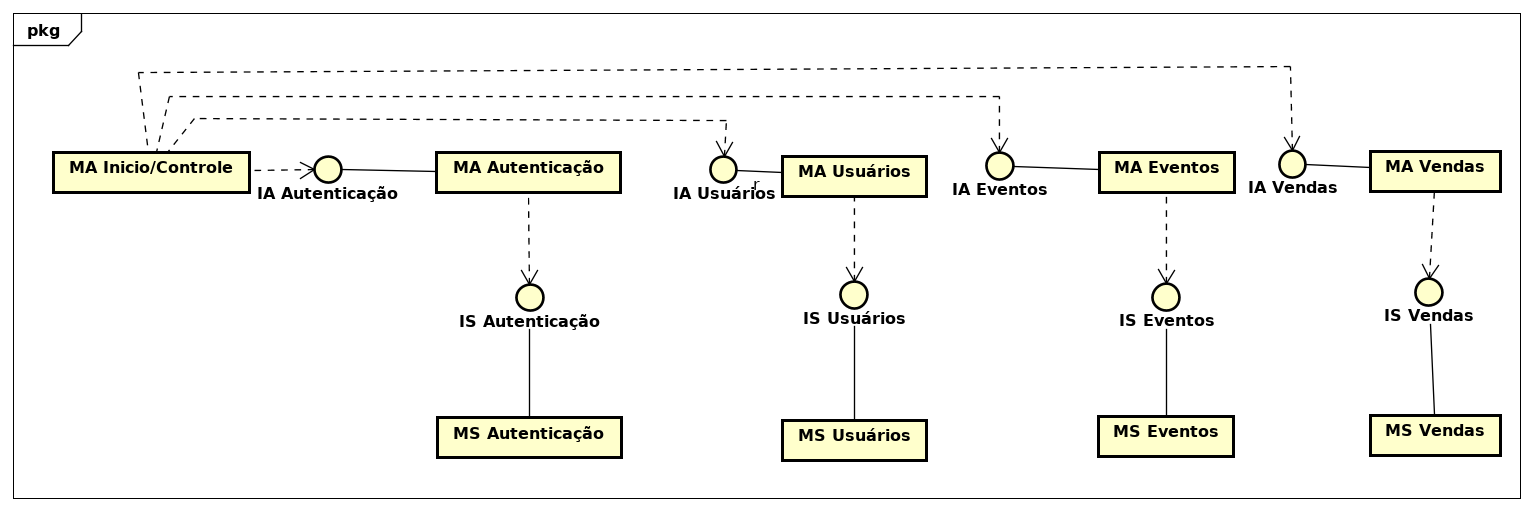 pkg
MA Inicio/Controle
IA Autenticação
MA Autenticação
IA Usuários
r
MA Usuários
IA Eventos
MA Eventos
IA Vendas
MA Vendas
IS Autenticação
IS Usuários
IS Eventos
IS Vendas
MS Autenticação
MS Usuários
MS Eventos
MS Vendas